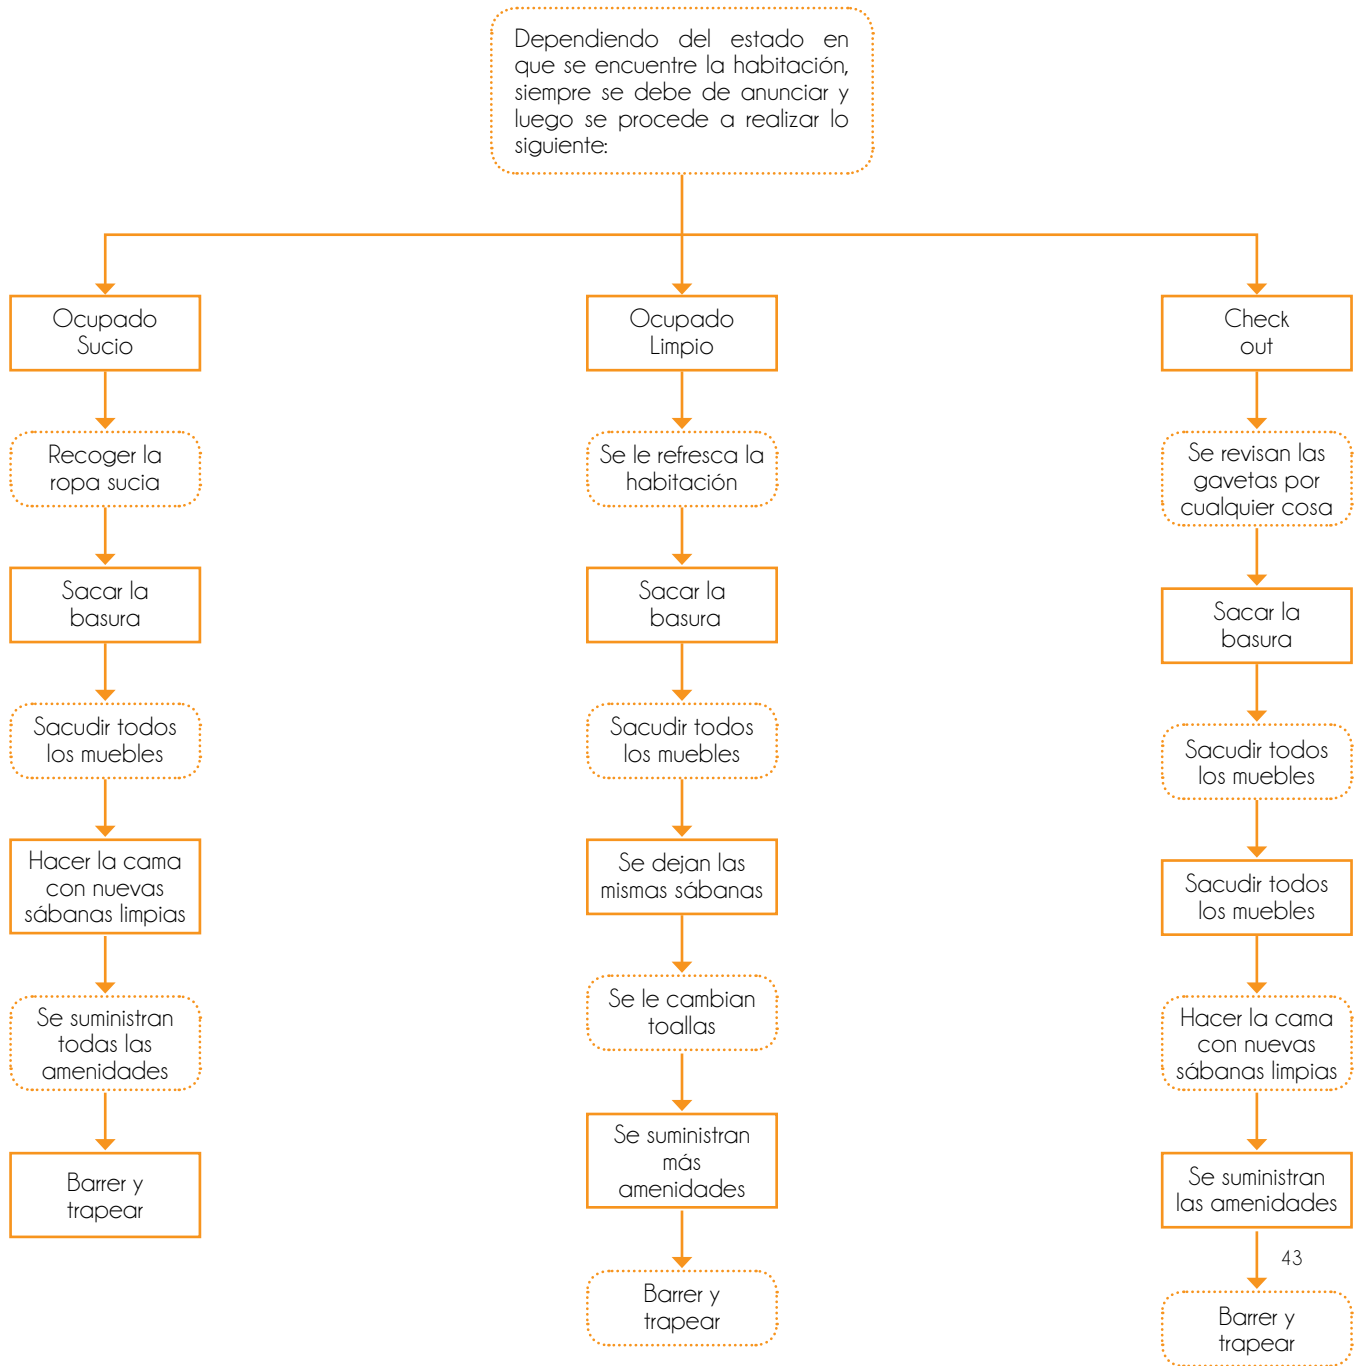 Dependiendo del estado en
que se encuentre la habitación,
siempre se debe de anunciar y
luego se procede a realizar lo
siguiente:
Ocupado
Sucio
Recoger la
ropa sucia
Sacar la
basura
Sacudir todos
los muebles
Hacer la cama
con nuevas
sábanas limpias
Se suministran
todas las
amenidades
Barrer y
trapear
Ocupado
Limpio
Se le refresca la
habitación
Sacar la
basura
Sacudir todos
los muebles
Se dejan las
mismas sábanas
Se le cambian
toallas
Se suministran
más
amenidades
Barrer y
trapear
Check
out
Se revisan las
gavetas por
cualquier cosa
Sacar la
basura
Sacudir todos
los muebles
Sacudir todos
los muebles
Hacer la cama
con nuevas
sábanas limpias
Se suministran
las amenidades
43
Barrer y
trapear